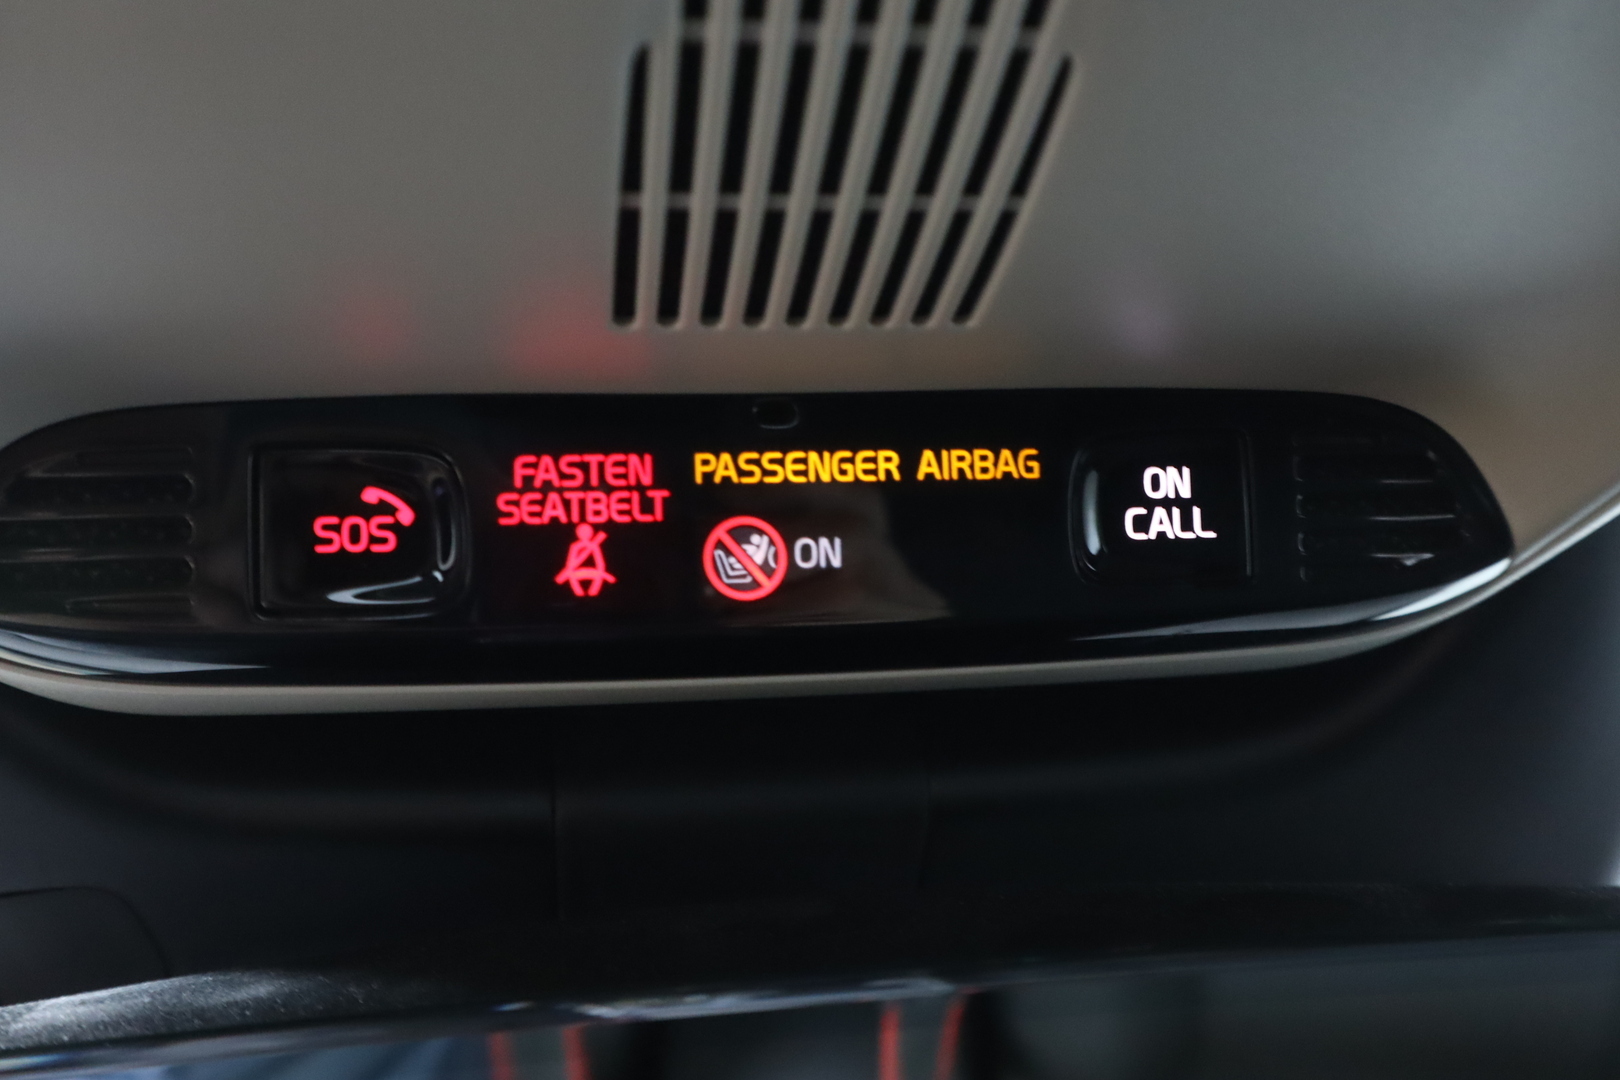 SOS
FASTEN
SEATBELT
PASSENGER AIRBAG
ON
ON
CALL